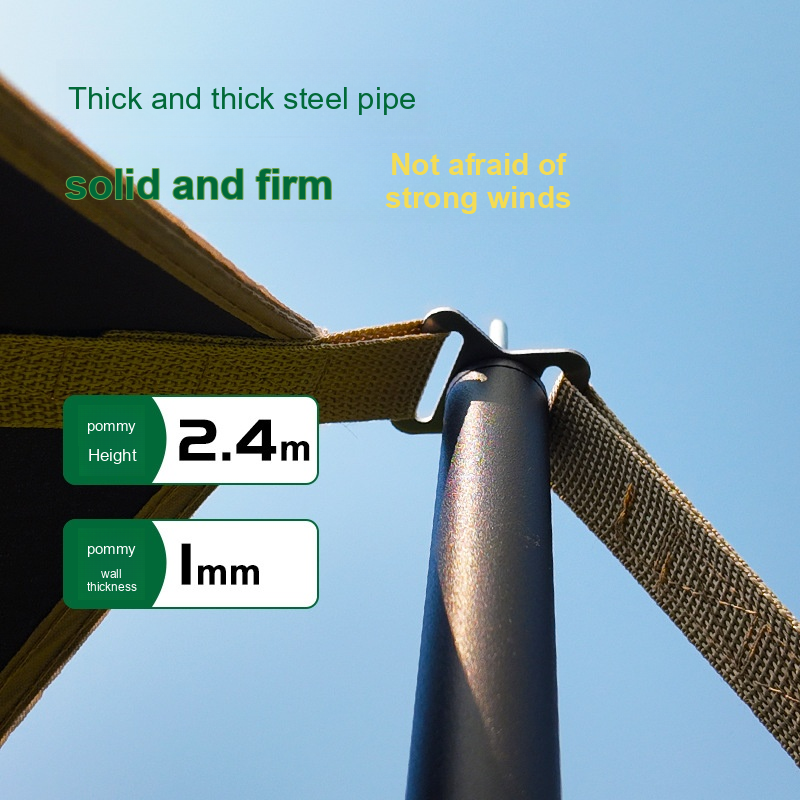 Thick and thick steel pipe
solid and firm
Not afraid of
strong winds
pommy
Height
2.4m
pommy
wall
thickness
1mm